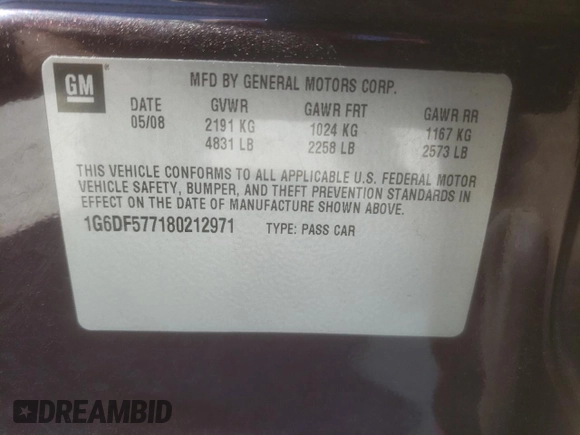 GM ®
MFD BY GENERAL MOTORS CORP.
DATE GVWR GAWR FRT GAWR RR
05/08 2191 KG 1024 KG 1167 KG
4831 LB 2258 LB 2573 LB
THIS VEHICLE CONFORMS TO ALL APPLICABLE U.S. FEDERAL MOTOR
VEHICLE SAFETY, BUMPER, AND THEFT PREVENTION STANDARDS IN
EFFECT ON THE DATE OF MANUFACTURE SHOWN ABOVE.
1G6DF577180212971 TYPE: PASS CAR
DREAMBID